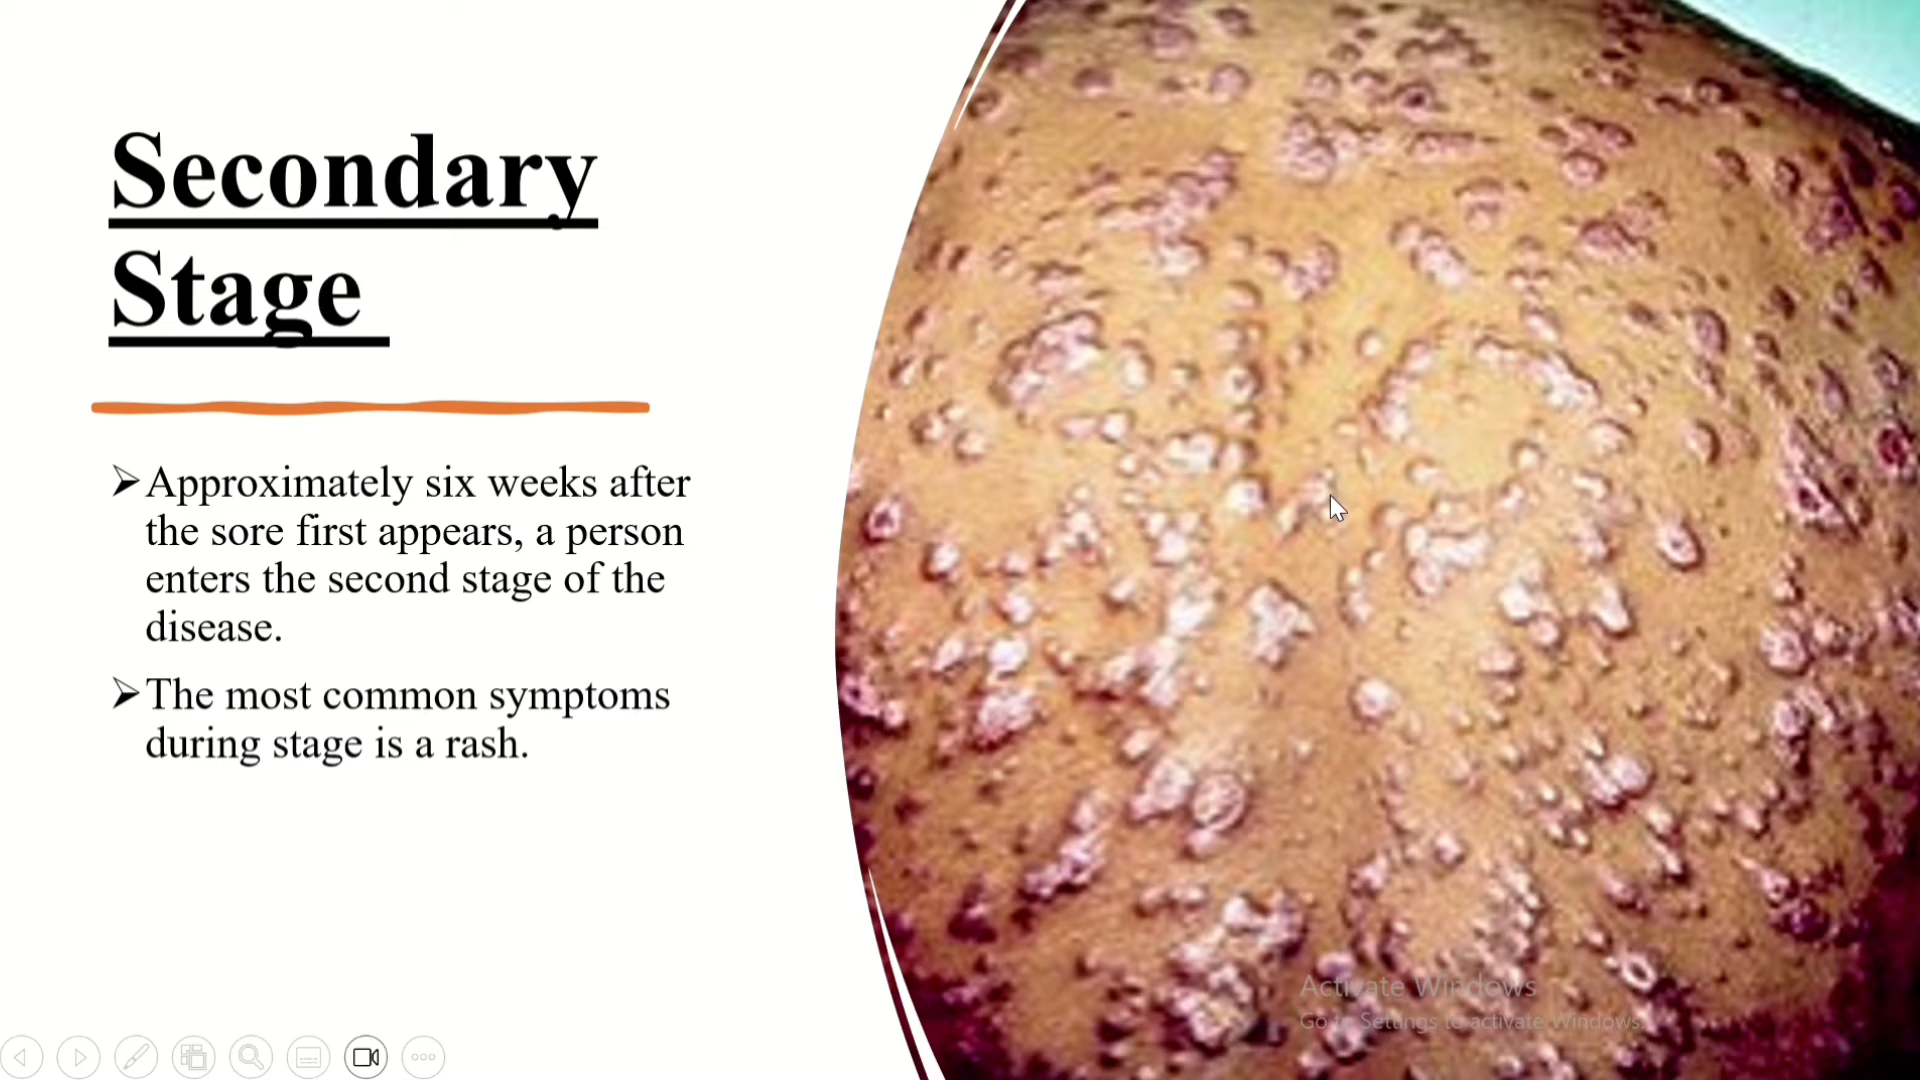 Secondary
Stage
➢Approximately six weeks after
the sore first appears, a person
enters the second stage of the
disease.
➢The most common symptoms
during stage is a rash.
Activate Windows
Go to Settings to activate Windows.